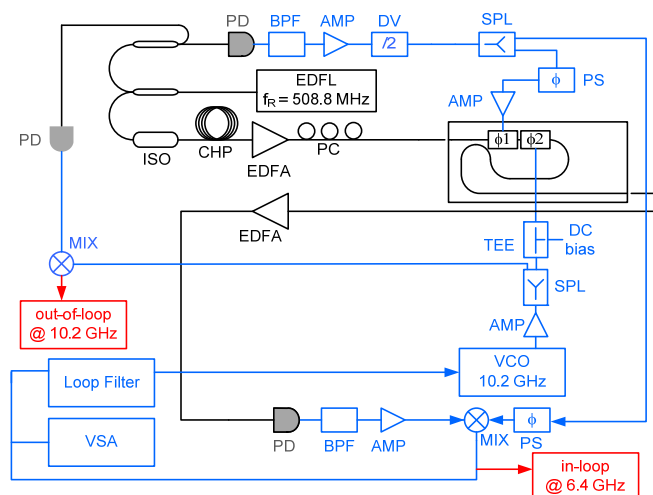 PD
BPF
AMP
DV
SPL
/2
EDFL
f_R = 508.8 MHz
ϕ
PS
AMP
PD
ISO
CHP
EDFA
PC
ϕ1
ϕ2
EDFA
TEE
DC
bias
MIX
SPL
out-of-loop
@ 10.2 GHz
AMP
VCO
10.2 GHz
Loop Filter
VSA
PD
BPF
AMP
MIX
ϕ
PS
in-loop
@ 6.4 GHz